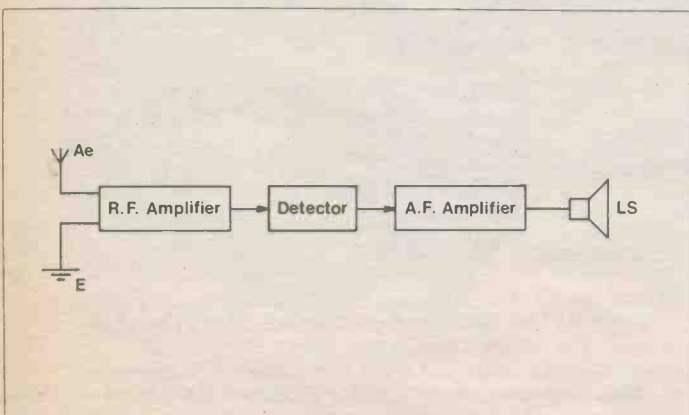 Ae
R.F. Amplifier
Detector
A.F. Amplifier
LS
E